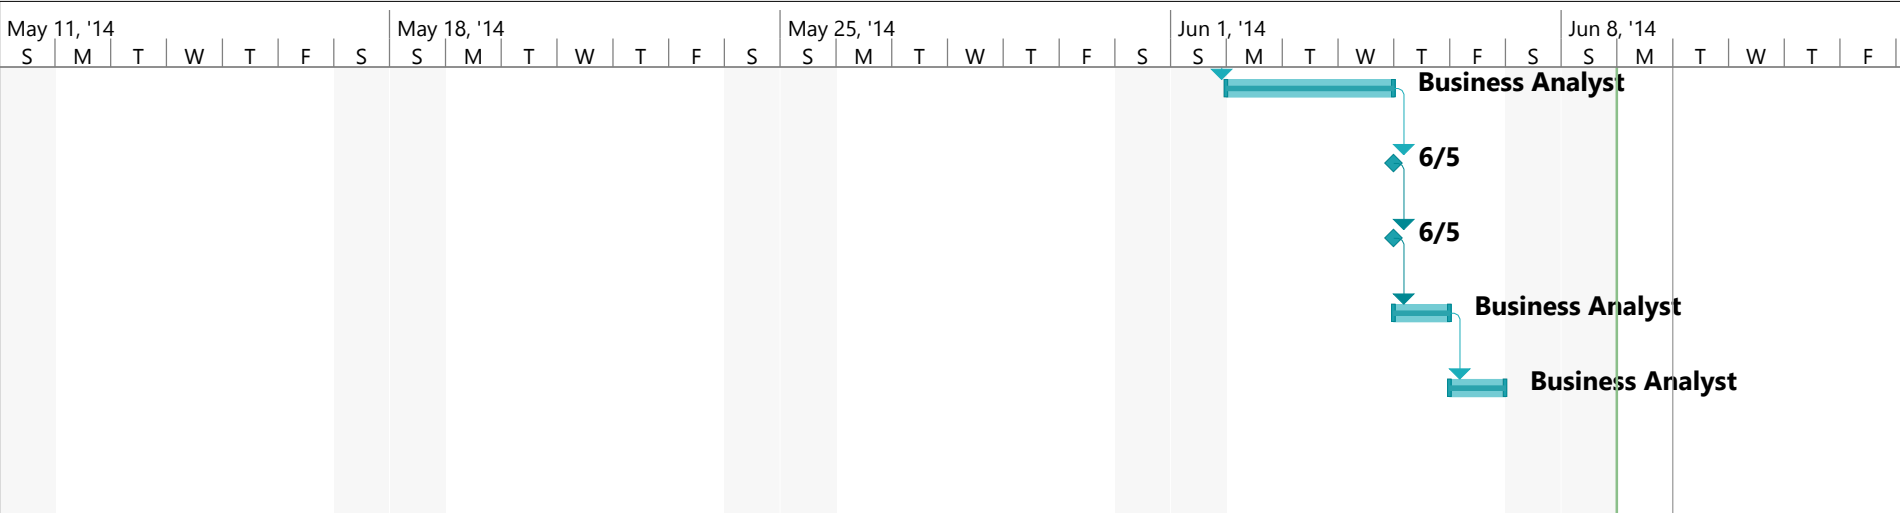 May 11, '14 May 18, '14 May 25, '14 Jun 1, '14 Jun 8, '14
S M T W T F S S M T W T F S S M T W T F S S M T W T F S S M T W T F
Business Analyst
6/5
6/5
Business Analyst
Business Analyst